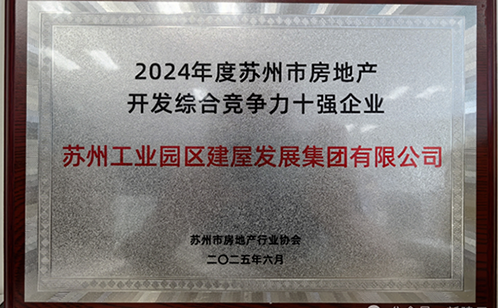 2024年度苏州市房地产
开发综合竞争力十强企业
苏州工业园区建屋发展集团有限公司
苏州市房地产行业协会
二〇二五年六月